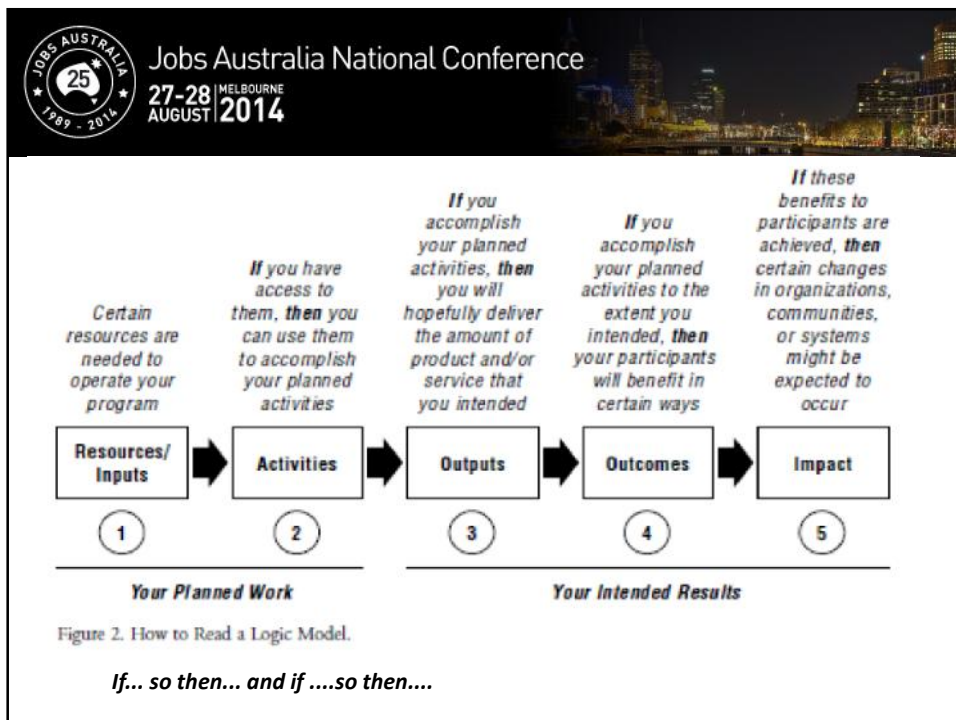 JOBS AUSTRALIA
25
1989 - 2014
Jobs Australia National Conference
27-28 MELBOURNE
AUGUST 2014
Certain
resources are
needed to
operate your
program
If you have
access to
them, then you
can use them
to accomplish
your planned
activities
If you
accomplish
your planned
activities, then
you will
hopefully deliver
the amount of
product and/or
service that
you intended
If you
accomplish
your planned
activities to the
extent you
intended, then
your participants
will benefit in
certain ways
If these
benefits to
participants are
achieved, then
certain changes
in organizations,
communities,
or systems
might be
expected to
occur
Resources/
Inputs
Activities
Outputs
Outcomes
Impact
1
2
3
4
5
Your Planned Work
Your Intended Results
Figure 2. How to Read a Logic Model.
If... so then... and if ....so then....